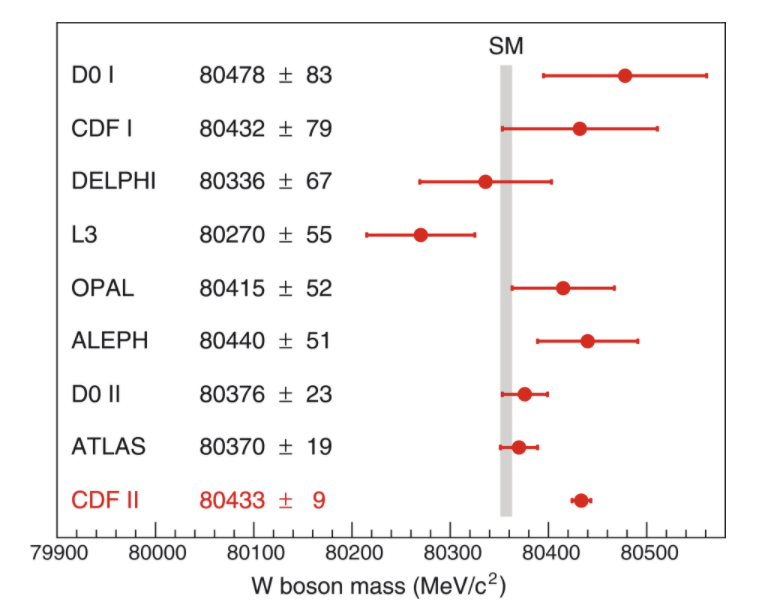 SM
D0 I 80478 ± 83
CDF I 80432 ± 79
DELPHI 80336 ± 67
L3 80270 ± 55
OPAL 80415 ± 52
ALEPH 80440 ± 51
D0 II 80376 ± 23
ATLAS 80370 ± 19
CDF II 80433 ± 9
79900 80000 80100 80200 80300 80400 80500
W boson mass (MeV/c²)